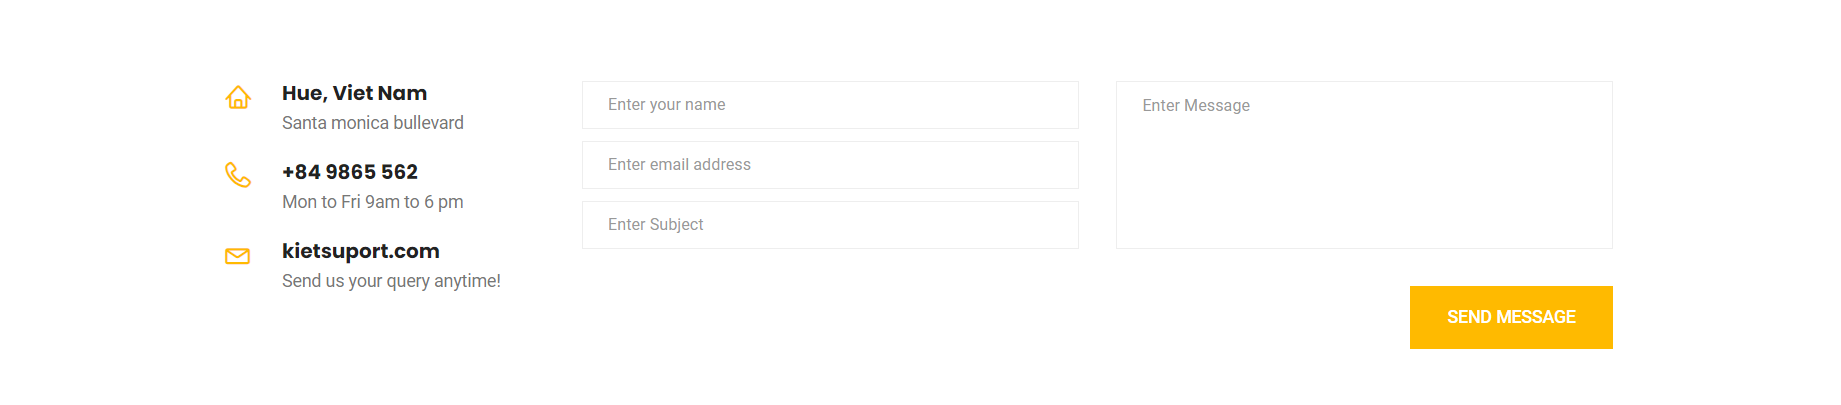 Hue, Viet Nam
Santa monica bullevard
+84 9865 562
Mon to Fri 9am to 6 pm
kietsuport.com
Send us your query anytime!
Enter your name
Enter email address
Enter Subject
Enter Message
SEND MESSAGE